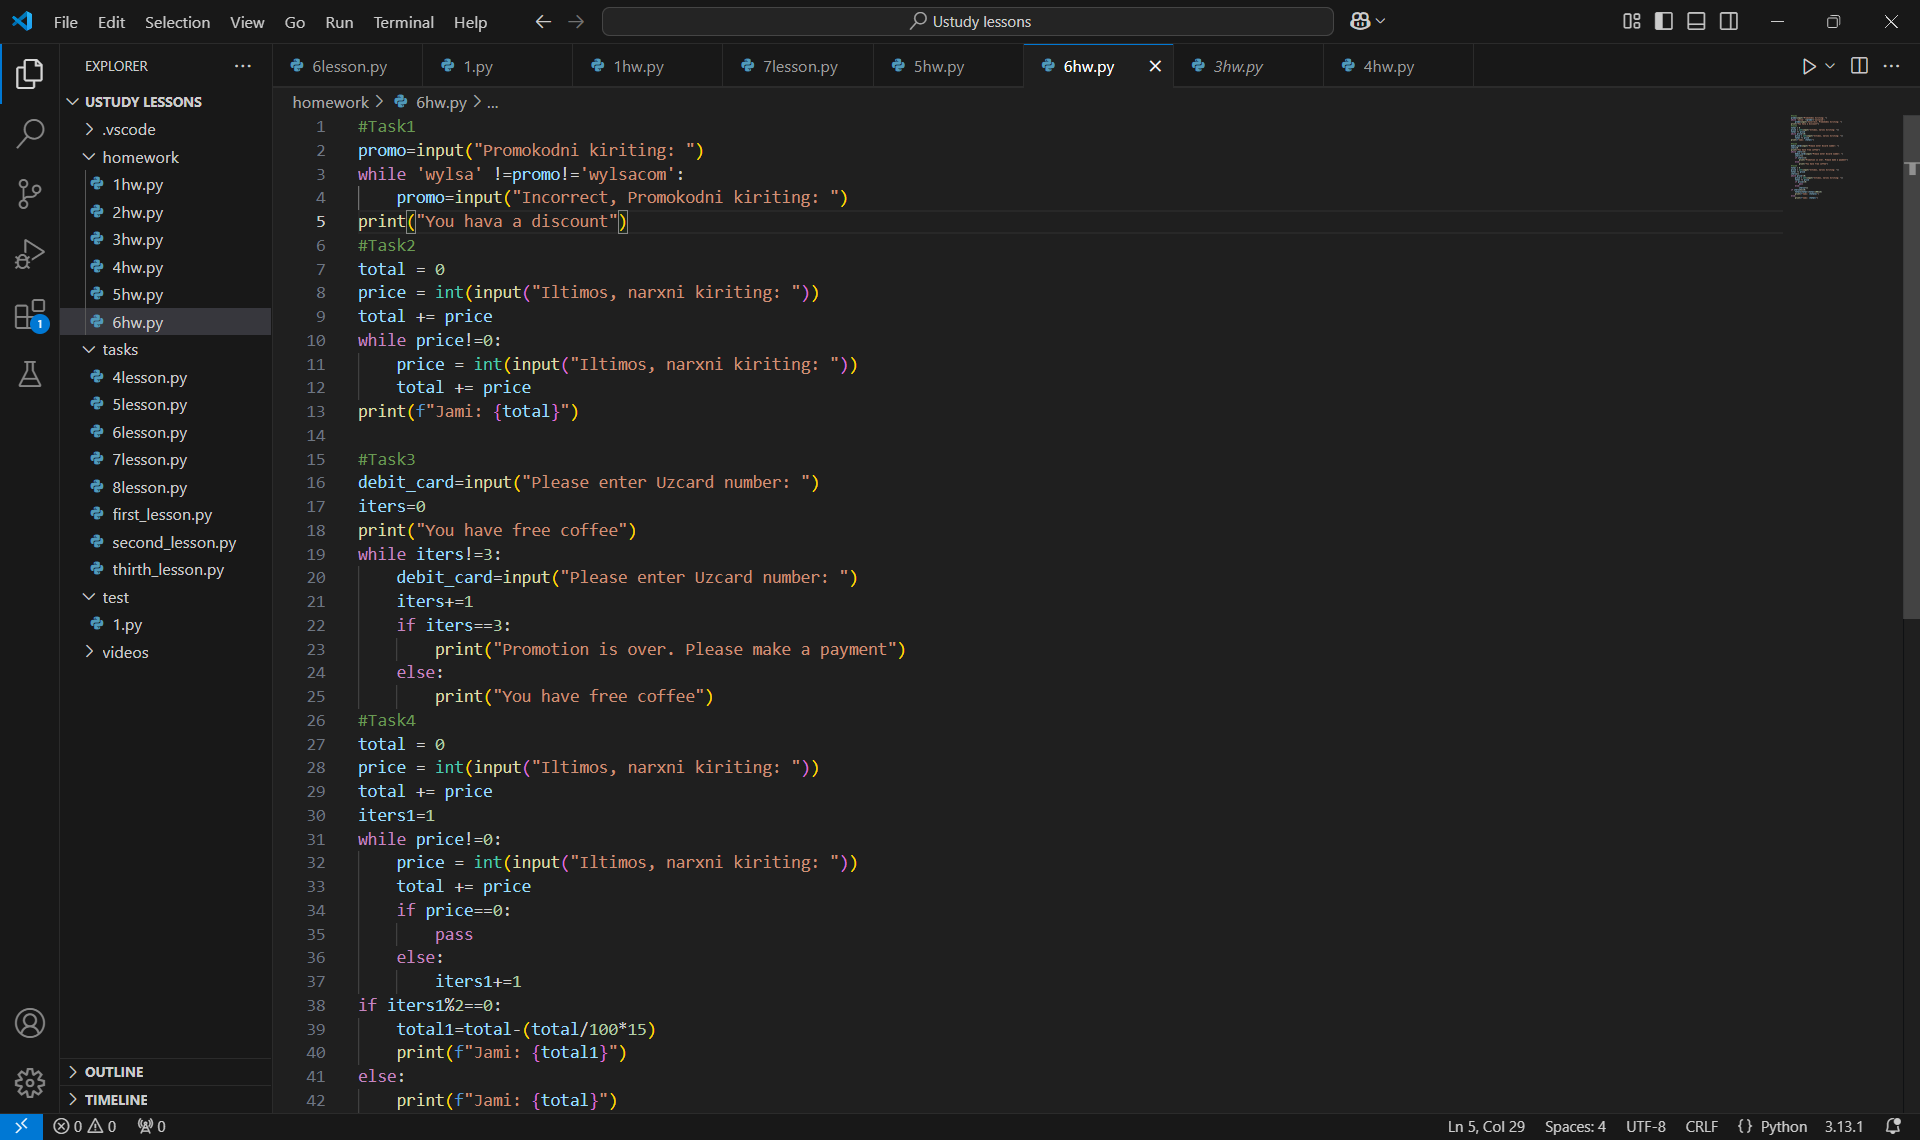 File Edit Selection View Go Run Terminal Help
Ustudy lessons
EXPLORER
USTUDY LESSONS
.vscode
homework
1hw.py
2hw.py
3hw.py
4hw.py
5hw.py
6hw.py
tasks
4lesson.py
5lesson.py
6lesson.py
7lesson.py
8lesson.py
first_lesson.py
second_lesson.py
thirth_lesson.py
test
1.py
videos
OUTLINE
TIMELINE
1
6lesson.py 1.py 1hw.py 7lesson.py 5hw.py 6hw.py 3hw.py 4hw.py
homework > 6hw.py > ...
1 #Task1
2 promo=input("Promokodni kiriting: ")
3 while 'wylsa' !=promo!='wylsacom':
4     promo=input("Incorrect, Promokodni kiriting: ")
5 print("You hava a discount")
6 #Task2
7 total = 0
8 price = int(input("Iltimos, narxni kiriting: "))
9 total += price
10 while price!=0:
11     price = int(input("Iltimos, narxni kiriting: "))
12     total += price
13 print(f"Jami: {total}")
14
15 #Task3
16 debit_card=input("Please enter Uzcard number: ")
17 iters=0
18 print("You have free coffee")
19 while iters!=3:
20     debit_card=input("Please enter Uzcard number: ")
21     iters+=1
22     if iters==3:
23         print("Promotion is over. Please make a payment")
24     else:
25         print("You have free coffee")
26 #Task4
27 total = 0
28 price = int(input("Iltimos, narxni kiriting: "))
29 total += price
30 iters1=1
31 while price!=0:
32     price = int(input("Iltimos, narxni kiriting: "))
33     total += price
34     if price==0:
35         pass
36     else:
37         iters1+=1
38 if iters1%2==0:
39     total1=total-(total/100*15)
40     print(f"Jami: {total1}")
41 else:
42     print(f"Jami: {total}")
0 0 0
Ln 5, Col 29 Spaces: 4 UTF-8 CRLF {} Python 3.13.1